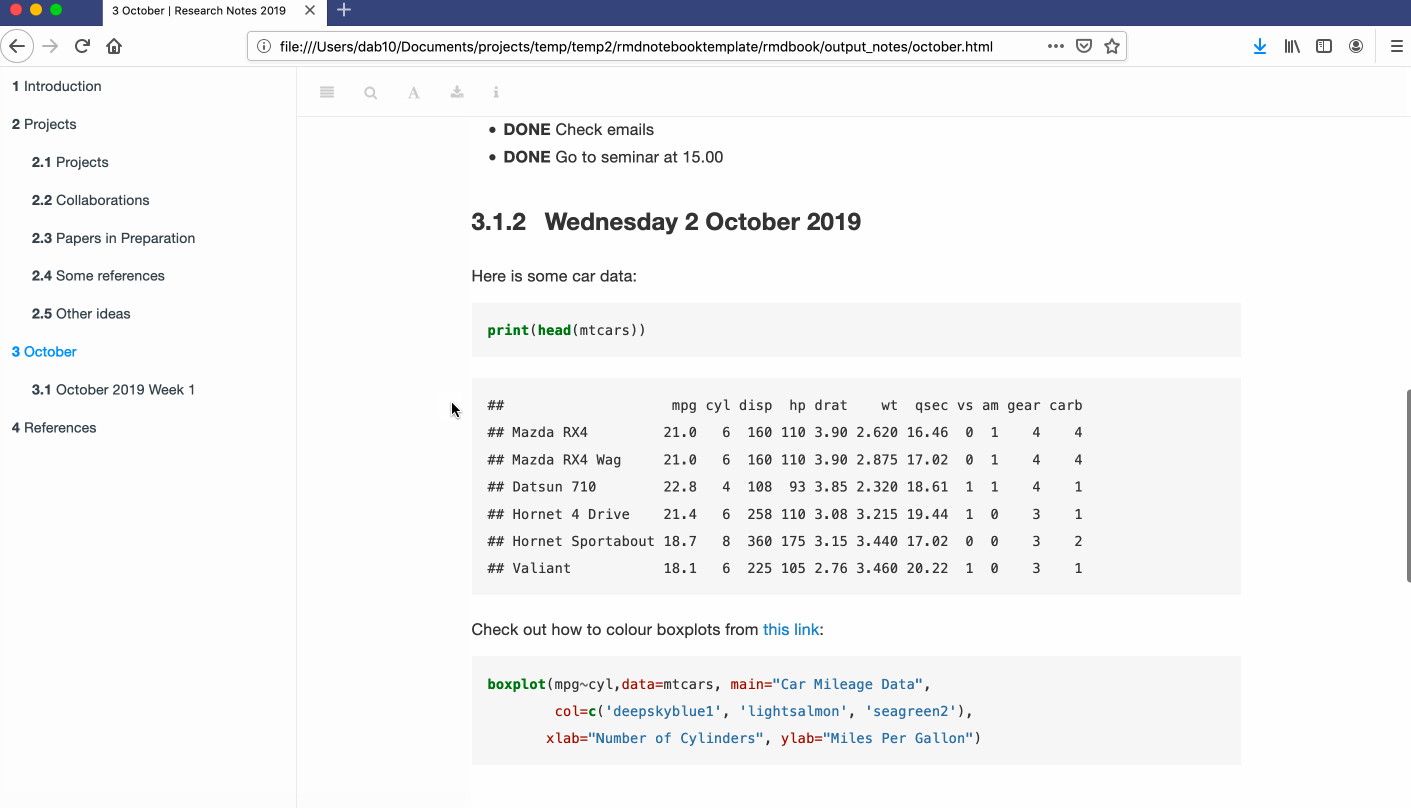 3 October | Research Notes 2019
file:///Users/dab10/Documents/projects/temp/temp2/rmdnotebooktemplate/rmdbook/output_notes/october.html
1 Introduction
2 Projects
2.1 Projects
2.2 Collaborations
2.3 Papers in Preparation
2.4 Some references
2.5 Other ideas
3 October
3.1 October 2019 Week 1
4 References
• DONE Check emails
• DONE Go to seminar at 15.00
3.1.2 Wednesday 2 October 2019
Here is some car data:
print(head(mtcars))
##                    mpg cyl disp  hp drat    wt  qsec vs am gear carb
## Mazda RX4         21.0   6  160 110 3.90 2.620 16.46  0  1    4    4
## Mazda RX4 Wag     21.0   6  160 110 3.90 2.875 17.02  0  1    4    4
## Datsun 710        22.8   4  108  93 3.85 2.320 18.61  1  1    4    1
## Hornet 4 Drive    21.4   6  258 110 3.08 3.215 19.44  1  0    3    1
## Hornet Sportabout 18.7   8  360 175 3.15 3.440 17.02  0  0    3    2
## Valiant           18.1   6  225 105 2.76 3.460 20.22  1  0    3    1
Check out how to colour boxplots from this link:
boxplot(mpg~cyl,data=mtcars, main="Car Mileage Data",
        col=c('deepskyblue1', 'lightsalmon', 'seagreen2'),
       xlab="Number of Cylinders", ylab="Miles Per Gallon")